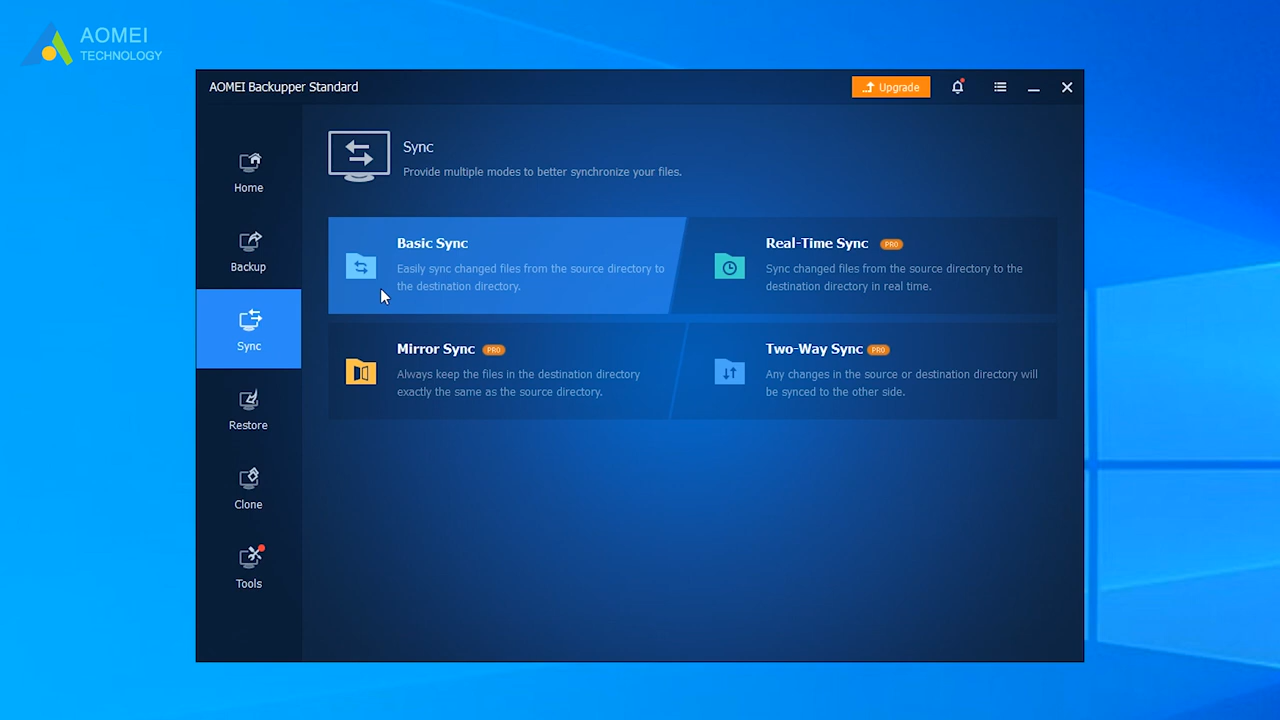 AOMEI
TECHNOLOGY
AOMEI Backupper Standard
Upgrade
Home
Backup
Sync
Restore
Clone
Tools
Sync
Provide multiple modes to better synchronize your files.
Basic Sync
Easily sync changed files from the source directory to
the destination directory.
Real-Time Sync PRO
Sync changed files from the source directory to the
destination directory in real time.
Mirror Sync PRO
Always keep the files in the destination directory
exactly the same as the source directory.
Two-Way Sync PRO
Any changes in the source or destination directory will
be synced to the other side.